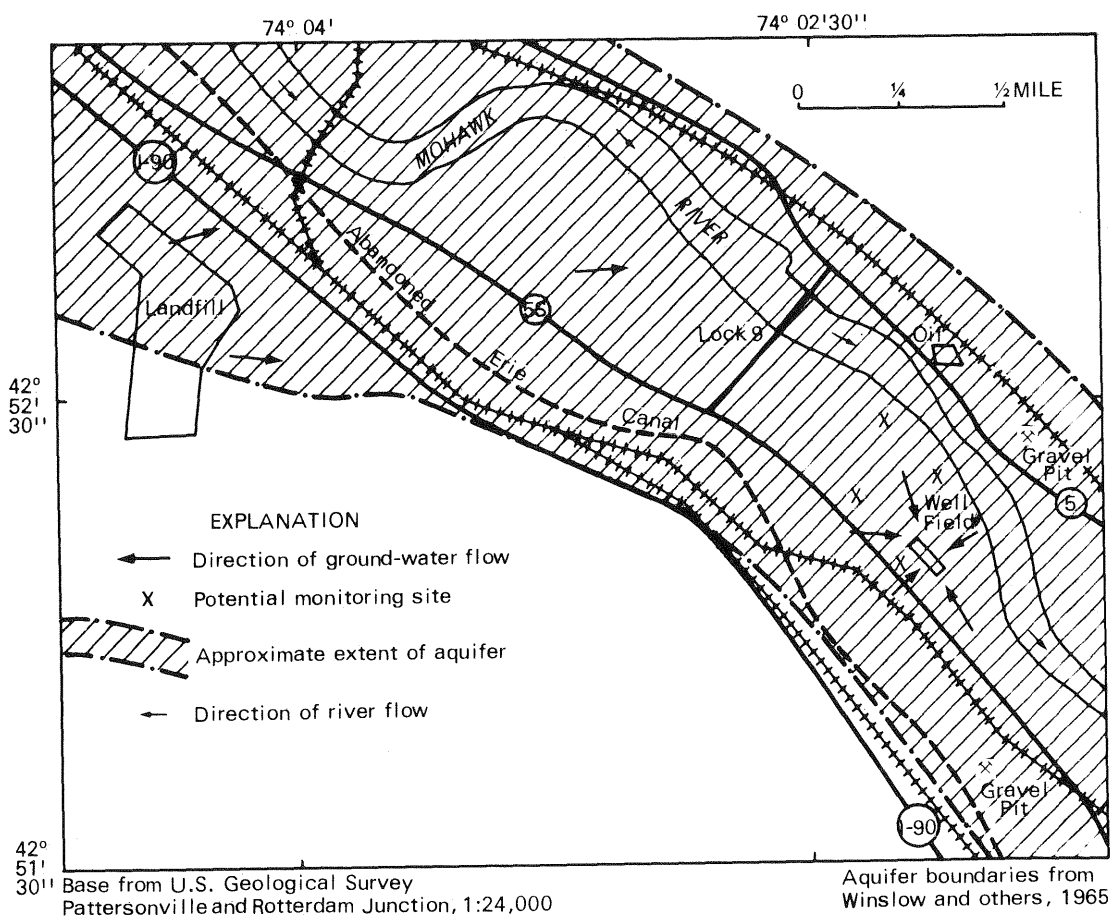 74° 04'
74° 02'30''
0 ¼ ½ MILE
I-90
MOHAWK
RIVER
Abandoned
Landfill
5S
Lock 9
Oil
Erie
42°
52'
30''
Canal
Gravel
Pit
5
Well
Field
EXPLANATION
Direction of ground-water flow
X Potential monitoring site
Approximate extent of aquifer
Direction of river flow
Gravel
Pit
I-90
42°
51'
30''
Base from U.S. Geological Survey
Pattersonville and Rotterdam Junction, 1:24,000
Aquifer boundaries from
Winslow and others, 1965